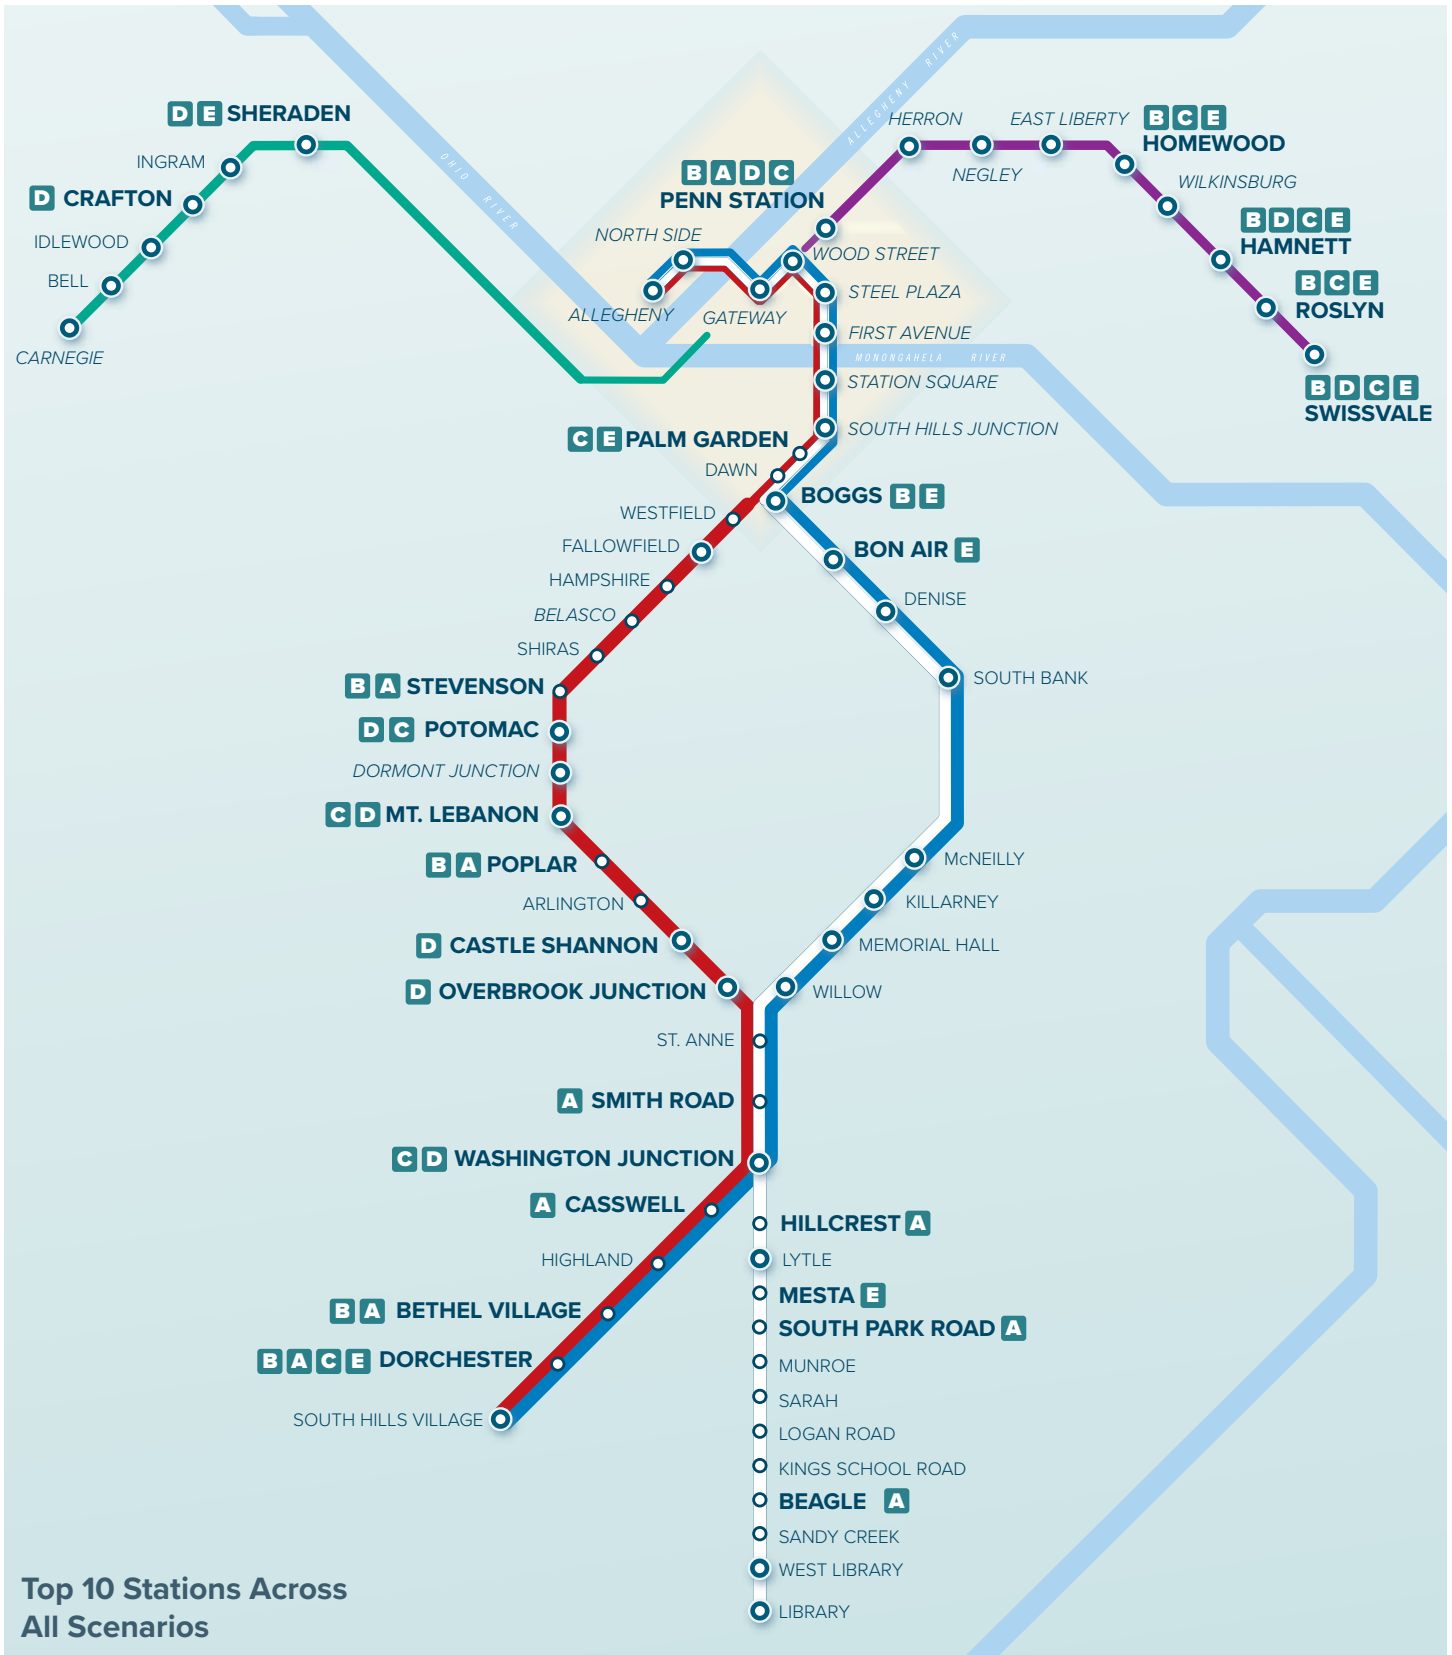 OHIO RIVER
ALLEGHENY RIVER
D E SHERADEN
INGRAM
D CRAFTON
IDLEWOOD
BELL
CARNEGIE
HERRON
EAST LIBERTY
B C E
HOMEWOOD
NEGLEY
WILKINSBURG
B D C E
HAMNETT
B C E
ROSLYN
B D C E
SWISSVALE
B A D C
PENN STATION
NORTH SIDE
WOOD STREET
ALLEGHENY
GATEWAY
STEEL PLAZA
FIRST AVENUE
MONONGAHELA RIVER
STATION SQUARE
SOUTH HILLS JUNCTION
C E PALM GARDEN
DAWN
BOGGS B E
WESTFIELD
FALLOWFIELD
BON AIR E
HAMPSHIRE
DENISE
BELASCO
SHIRAS
SOUTH BANK
B A STEVENSON
D C POTOMAC
DORMONT JUNCTION
C D MT. LEBANON
B A POPLAR
McNEILLY
ARLINGTON
KILLARNEY
D CASTLE SHANNON
MEMORIAL HALL
D OVERBROOK JUNCTION
WILLOW
ST. ANNE
A SMITH ROAD
C D WASHINGTON JUNCTION
A CASSWELL
HILLCREST A
HIGHLAND
LYTLE
MESTA E
B A BETHEL VILLAGE
SOUTH PARK ROAD A
B A C E DORCHESTER
MUNROE
SARAH
SOUTH HILLS VILLAGE
LOGAN ROAD
KINGS SCHOOL ROAD
BEAGLE A
SANDY CREEK
WEST LIBRARY
LIBRARY
Top 10 Stations Across
All Scenarios